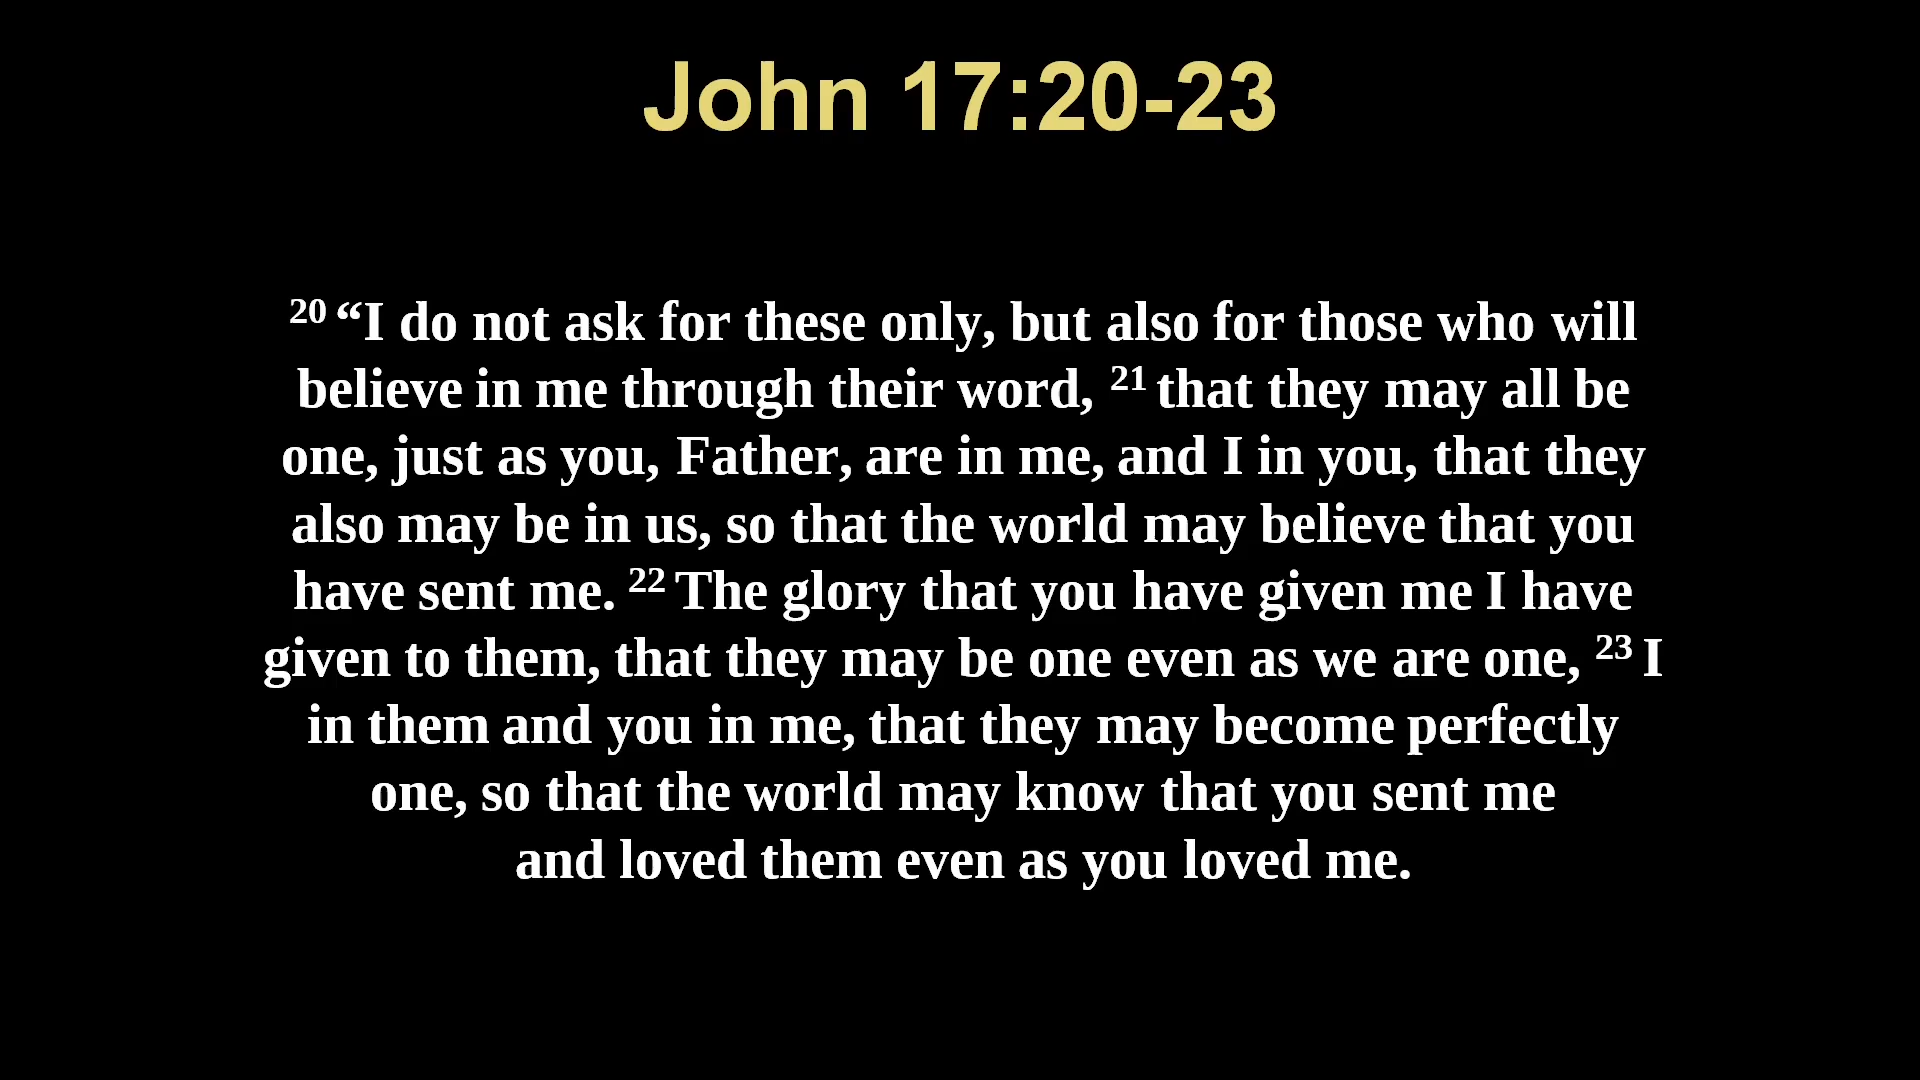 John 17:20-23
20 “I do not ask for these only, but also for those who will
believe in me through their word, 21 that they may all be
one, just as you, Father, are in me, and I in you, that they
also may be in us, so that the world may believe that you
have sent me. 22 The glory that you have given me I have
given to them, that they may be one even as we are one, 23 I
in them and you in me, that they may become perfectly
one, so that the world may know that you sent me
and loved them even as you loved me.